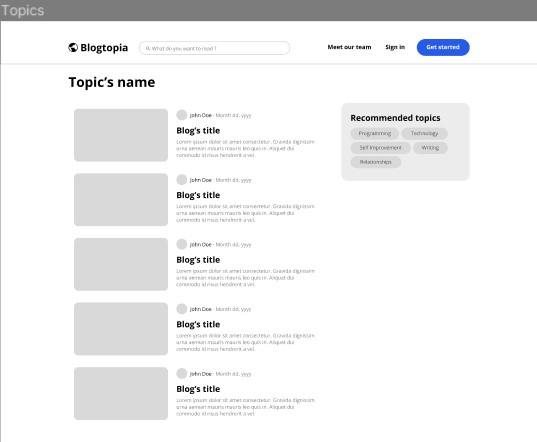 Topics
Blogtopia
What do you want to read ?
Meet our team
Sign in
Get started
Topic's name
John Doe · Month dd, yyyy
Blog's title
Lorem ipsum dolor sit amet consectetur. Gravida dignissim
urna aenean mauris mauris leo quis in. Aliquet dui
commodo id risus hendrerit a vel.
John Doe · Month dd, yyyy
Blog's title
Lorem ipsum dolor sit amet consectetur. Gravida dignissim
urna aenean mauris mauris leo quis in. Aliquet dui
commodo id risus hendrerit a vel.
John Doe · Month dd, yyyy
Blog's title
Lorem ipsum dolor sit amet consectetur. Gravida dignissim
urna aenean mauris mauris leo quis in. Aliquet dui
commodo id risus hendrerit a vel.
John Doe · Month dd, yyyy
Blog's title
Lorem ipsum dolor sit amet consectetur. Gravida dignissim
urna aenean mauris mauris leo quis in. Aliquet dui
commodo id risus hendrerit a vel.
John Doe · Month dd, yyyy
Blog's title
Lorem ipsum dolor sit amet consectetur. Gravida dignissim
urna aenean mauris mauris leo quis in. Aliquet dui
commodo id risus hendrerit a vel.
Recommended topics
Programming
Technology
Self Improvement
Writing
Relationships